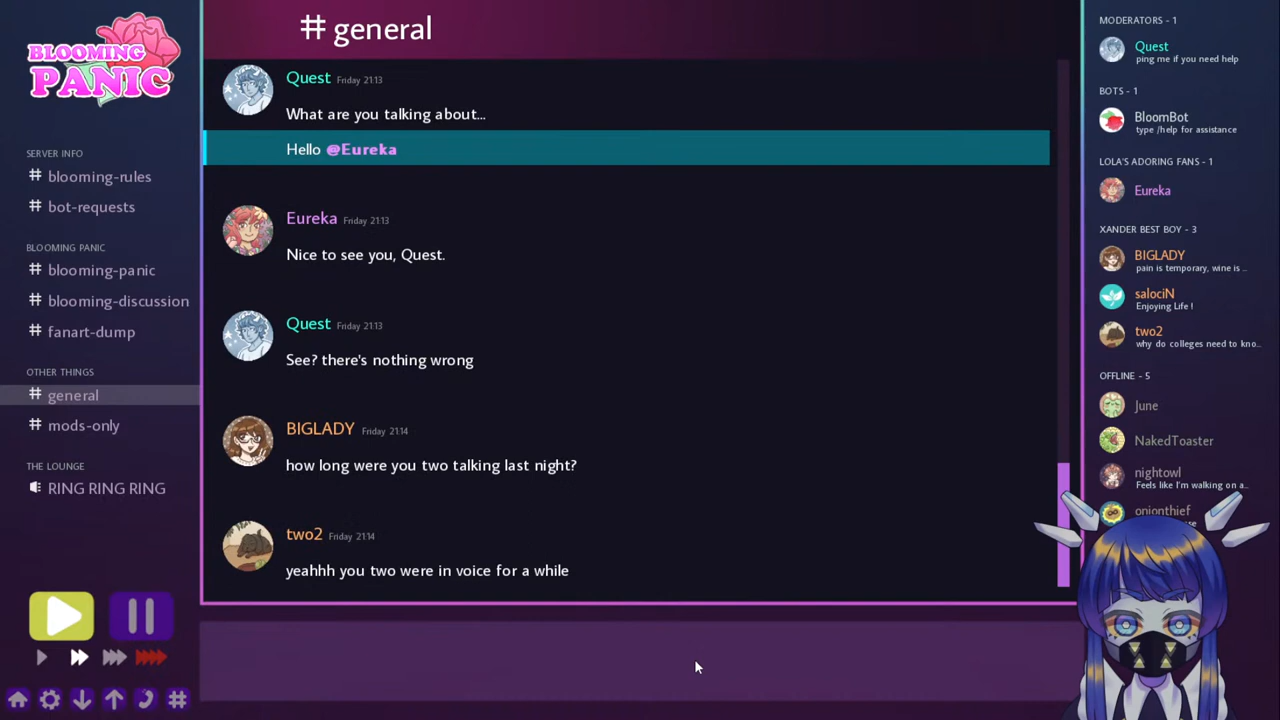 BLOOMING
PANIC
SERVER INFO
# blooming-rules
# bot-requests
BLOOMING PANIC
# blooming-panic
# blooming-discussion
# fanart-dump
OTHER THINGS
# general
# mods-only
THE LOUNGE
RING RING RING
# general
Quest Friday 21:13
What are you talking about...
Hello @Eureka
Eureka Friday 21:13
Nice to see you, Quest.
Quest Friday 21:13
See? there's nothing wrong
BIGLADY Friday 21:14
how long were you two talking last night?
two2 Friday 21:14
yeahhh you two were in voice for a while
MODERATORS - 1
Quest
ping me if you need help
BOTS - 1
BloomBot
type /help for assistance
LOLA'S ADORING FANS - 1
Eureka
XANDER BEST BOY - 3
BIGLADY
pain is temporary, wine is ...
salociN
Enjoying Life !
two2
why do colleges need to kno...
OFFLINE - 5
June
NakedToaster
nightowl
Feels like I'm walking on a...
onionthief